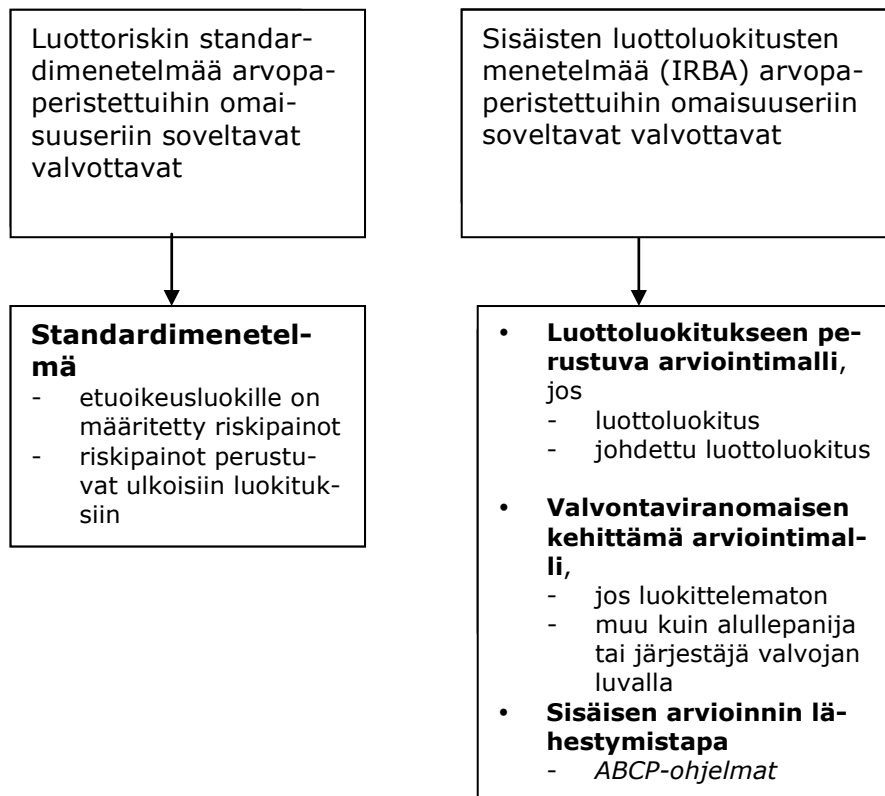 Luottoriskin standar-
dimenetelmää arvopa-
peristettuihin omai-
suuseriin soveltavat
valvottavat
Standardimenetel-
mä
- etuoikeusluokille on
määritetty riskipainot
- riskipainot perustu-
vat ulkoisiin luokituk-
siin
Sisäisten luottoluokitusten
menetelmää (IRBA) arvopa-
peristettuihin omaisuuseriin
soveltavat valvottavat
• Luottoluokitukseen pe-
rustuva arviointimalli,
jos
- luottoluokitus
- johdettu luottoluokitus
• Valvontaviranomaisen
kehittämä arviointimal-
li,
- jos luokittelematon
- muu kuin alullepanija
tai järjestäjä valvojan
luvalla
• Sisäisen arvioinnin lä-
hestymistapa
- ABCP-ohjelmat